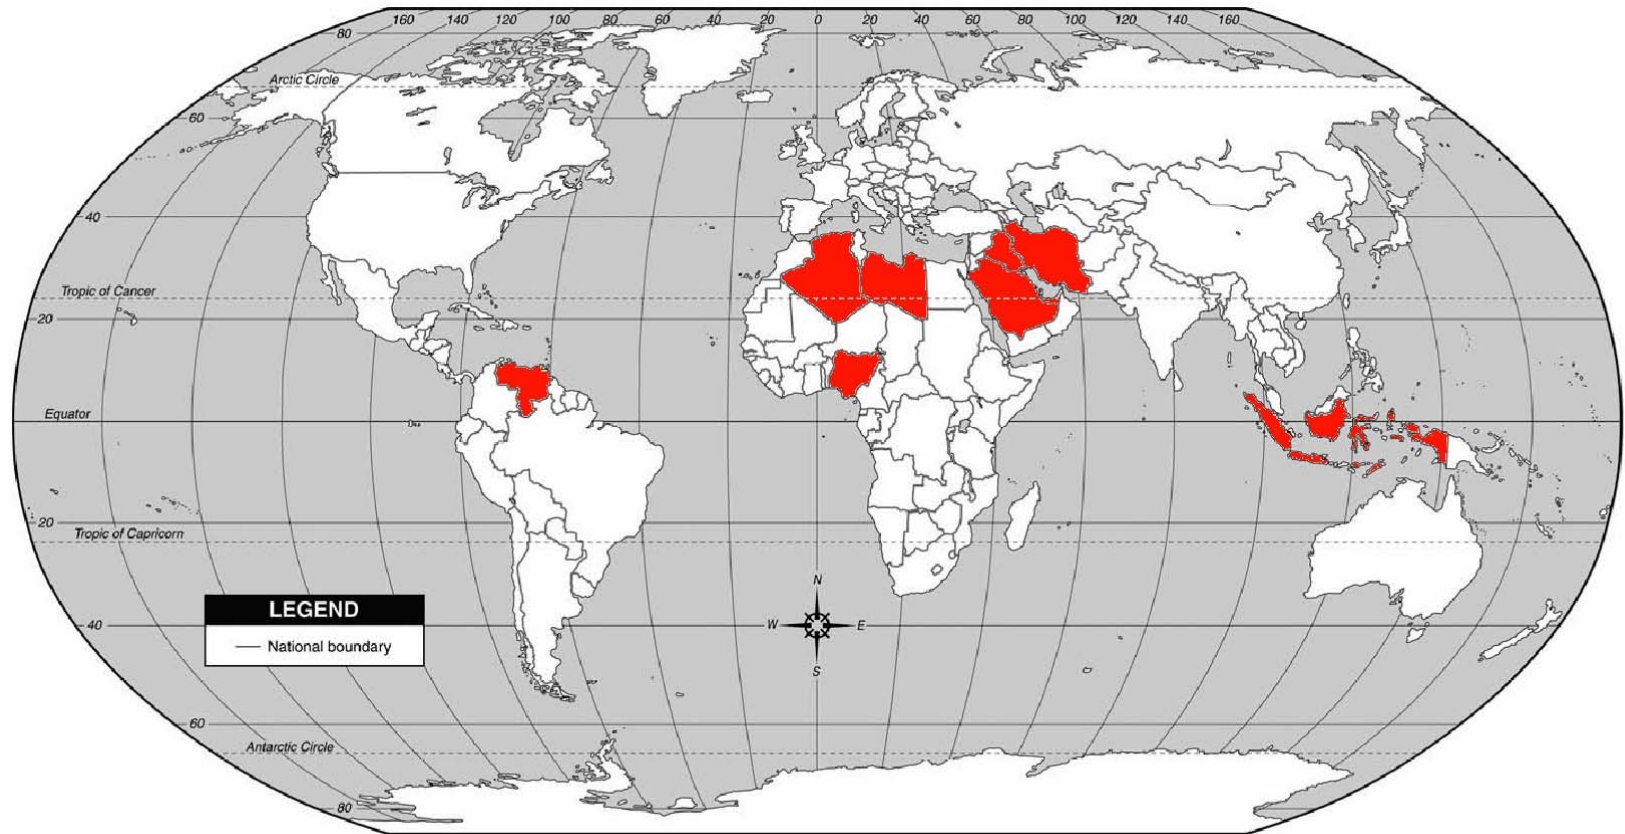 160 140 120 100 80 60 40 20 0 20 40 60 80 100 120 140 160
80
Arctic Circle
60
40
Tropic of Cancer
20
Equator
20
Tropic of Capricorn
N
LEGEND
40
W E
National boundary
S
60
Antarctic Circle
80